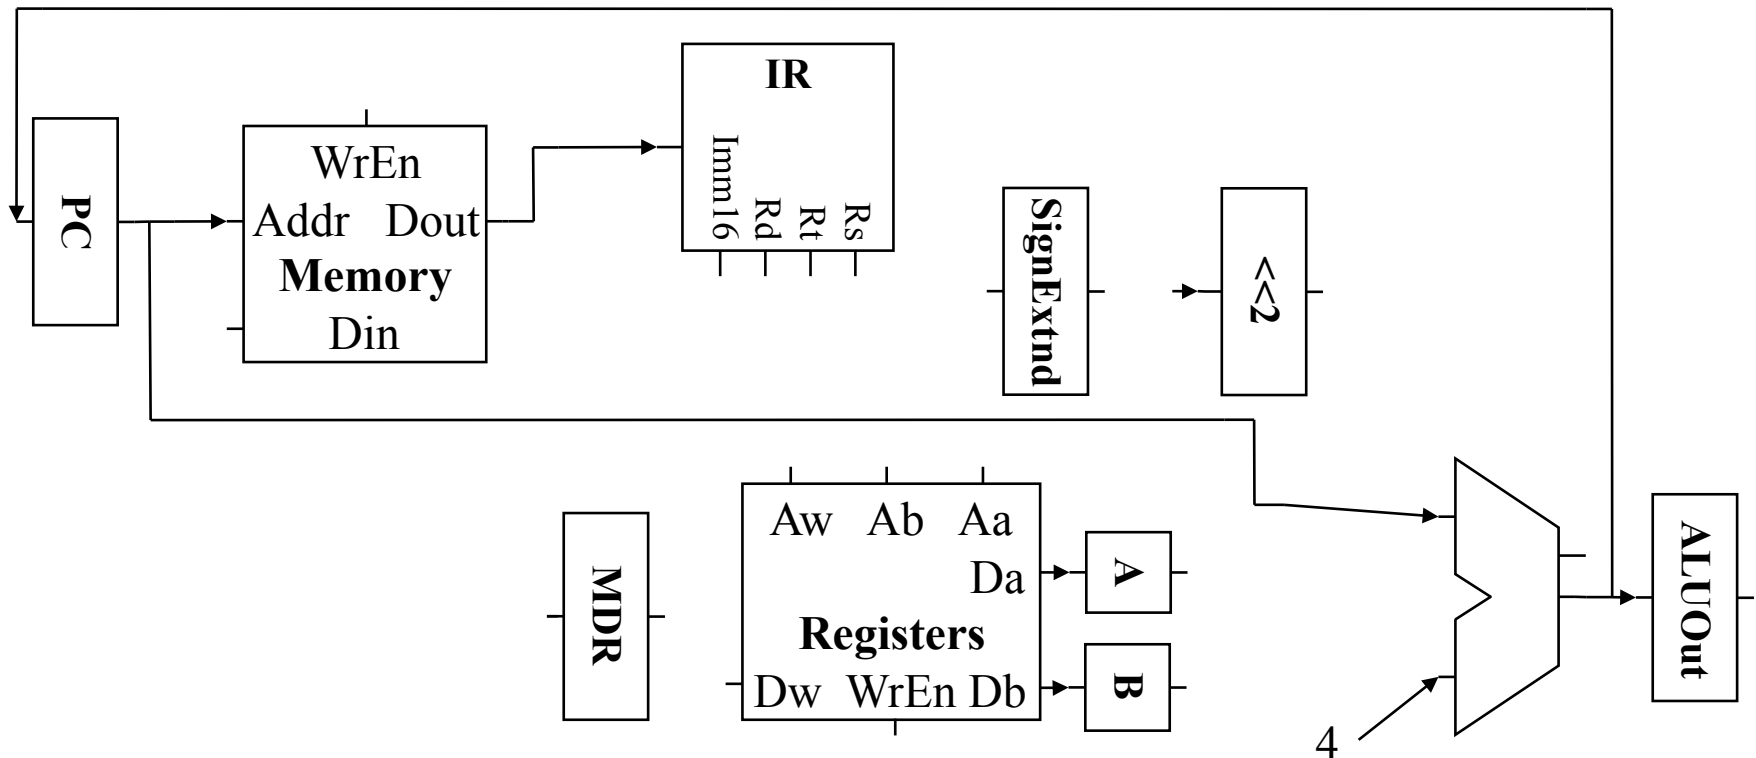 IR
Imm16
Rd
Rt
Rs
PC
WrEn
Addr Dout
Memory
Din
SignExtnd
<<2
MDR
Aw Ab Aa
Da
Registers
Dw WrEn Db
A
B
4
ALUOut